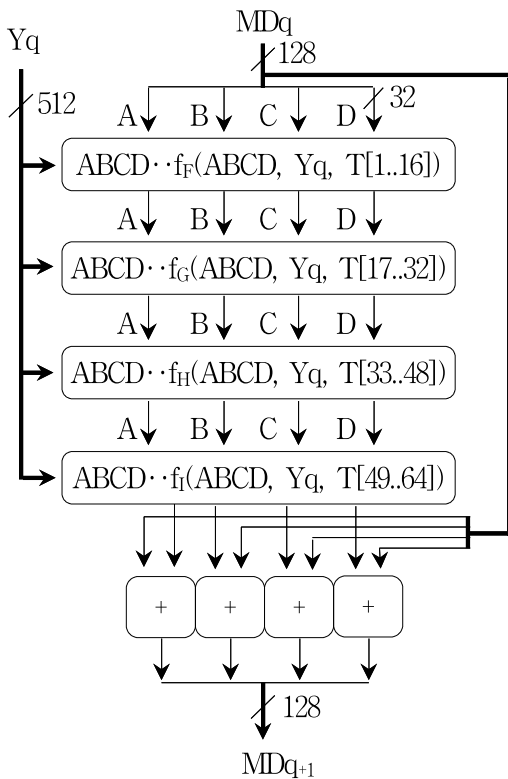 MDq
Yq
128
512
32
A B C D
ABCD··fF(ABCD, Yq, T[1..16])
A B C D
ABCD··fG(ABCD, Yq, T[17..32])
A B C D
ABCD··fH(ABCD, Yq, T[33..48])
A B C D
ABCD··fI(ABCD, Yq, T[49..64])
+ + + +
128
MDq+1